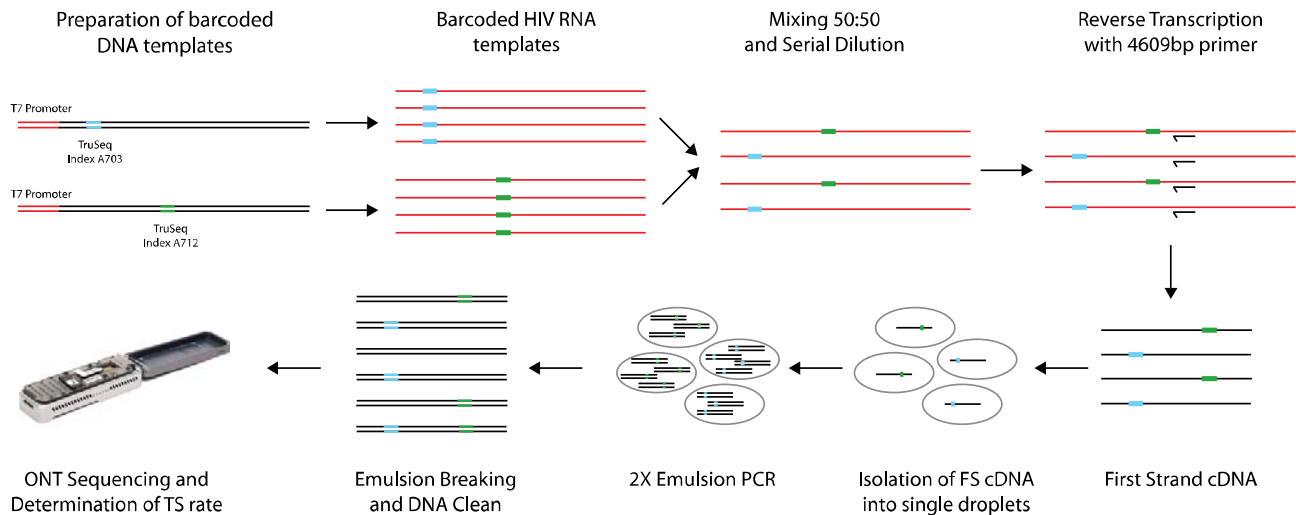 Preparation of barcoded
DNA templates
Barcoded HIV RNA
templates
Mixing 50:50
and Serial Dilution
Reverse Transcription
with 4609bp primer
T7 Promoter
TruSeq
Index A703
T7 Promoter
TruSeq
Index A712
ONT Sequencing and
Determination of TS rate
Emulsion Breaking
and DNA Clean
2X Emulsion PCR
Isolation of FS cDNA
into single droplets
First Strand cDNA